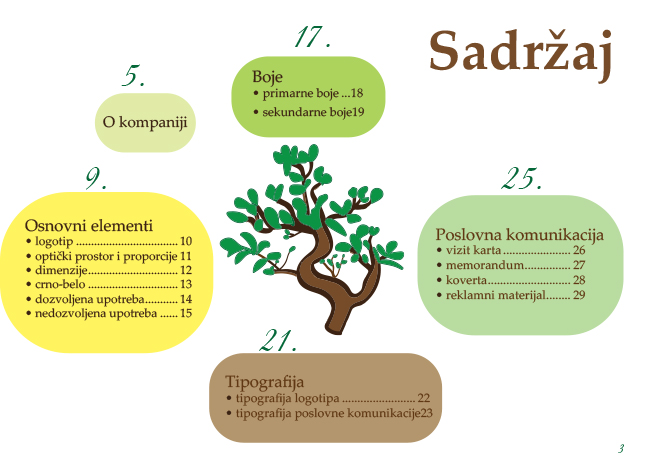 Sadržaj
5.
O kompaniji
9.
Osnovni elementi
• logotip .................................. 10
• optički prostor i proporcije 11
• dimenzije.............................. 12
• crno-belo .............................. 13
• dozvoljena upotreba........... 14
• nedozvoljena upotreba ...... 15
17.
Boje
• primarne boje ...18
• sekundarne boje19
21.
Tipografija
• tipografija logotipa ........................ 22
• tipografija poslovne komunikacije23
25.
Poslovna komunikacija
• vizit karta ....................... 26
• memorandum............... 27
• koverta............................ 28
• reklamni materijal........ 29
3